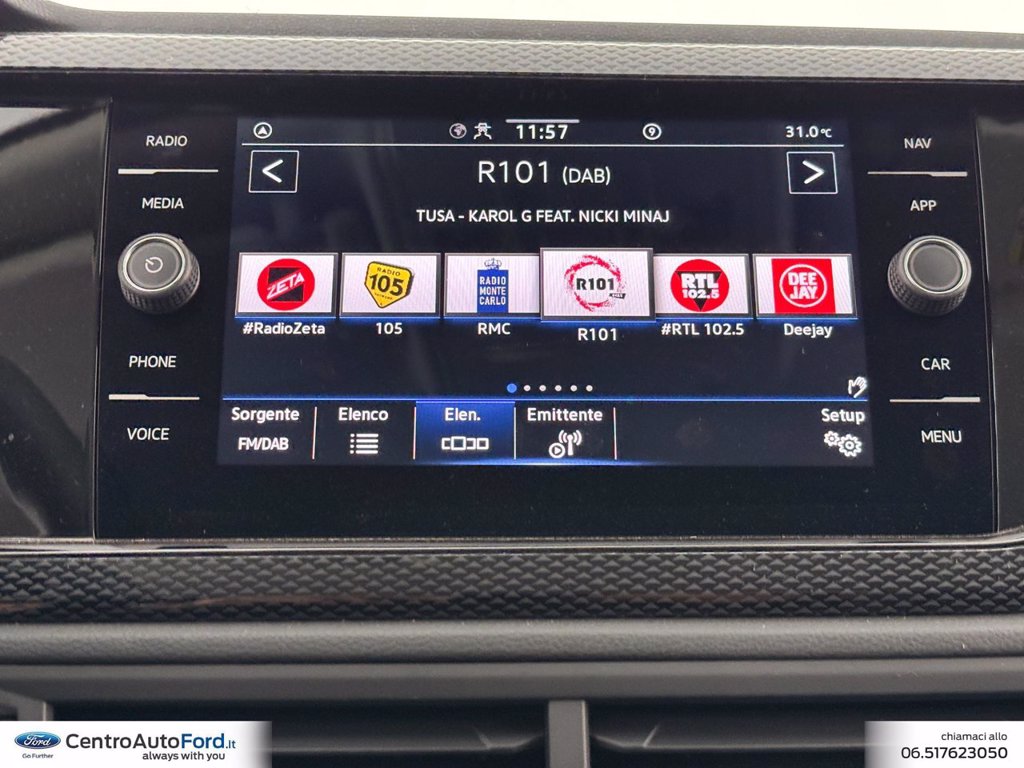 RADIO
MEDIA
PHONE
VOICE
11:57
9
31.0°C
<
R101 (DAB)
>
TUSA - KAROL G FEAT. NICKI MINAJ
ZETA
RADIO
105
RADIO
MONTE
CARLO
R101
RTL
102.5
DEE
JAY
#RadioZeta
105
RMC
R101
#RTL 102.5
Deejay
Sorgente
FM/DAB
Elenco
Elen.
Emittente
Setup
NAV
APP
CAR
MENU
Ford
Go Further
CentroAutoFord.it
always with you
chiamaci allo
06.517623050